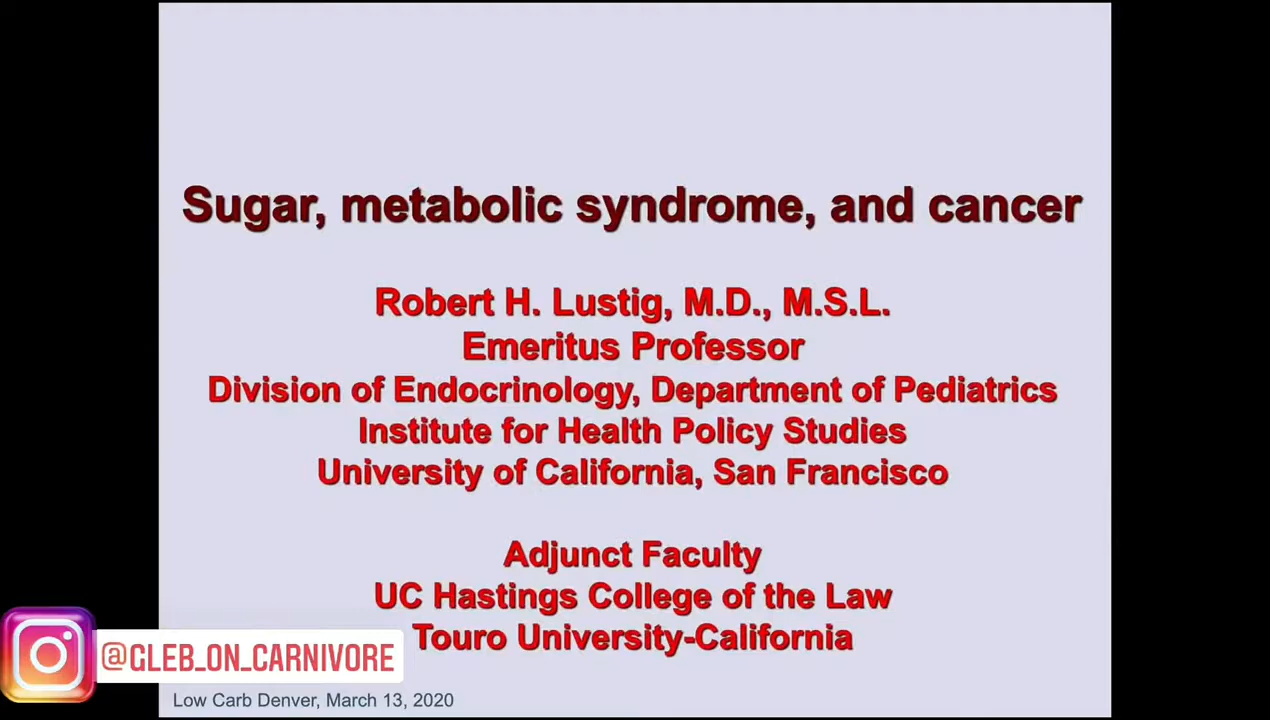 Sugar, metabolic syndrome, and cancer
Robert H. Lustig, M.D., M.S.L.
Emeritus Professor
Division of Endocrinology, Department of Pediatrics
Institute for Health Policy Studies
University of California, San Francisco
Adjunct Faculty
UC Hastings College of the Law
Touro University-California
@GLEB_ON_CARNIVORE
Low Carb Denver, March 13, 2020